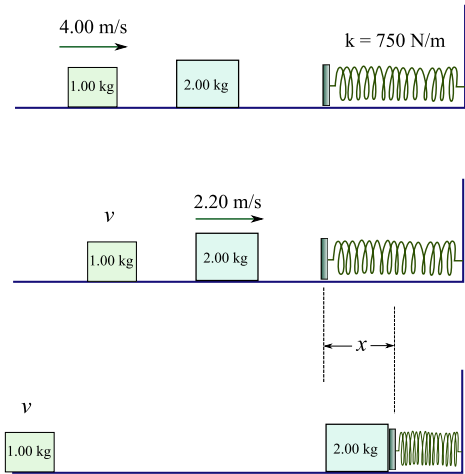 4.00 m/s
k = 750 N/m
1.00 kg
2.00 kg
2.20 m/s
v
1.00 kg
2.00 kg
x
v
1.00 kg
2.00 kg